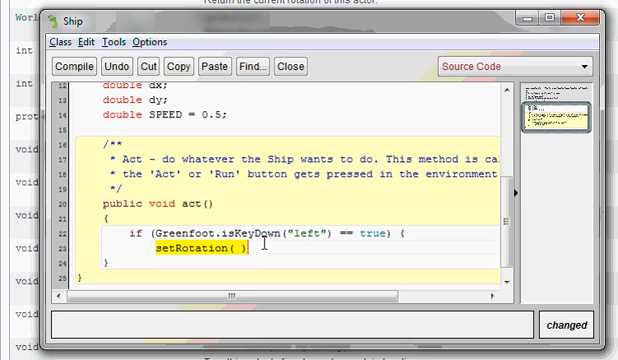 Return the current rotation of this actor.
Worl
int
int
prot
void
void
void
void
void
void
void
Ship
Class Edit Tools Options
Compile Undo Cut Copy Paste Find... Close Source Code
12 double dx;
13 double dy;
14 double SPEED = 0.5;
15
16 /**
17 * Act - do whatever the Ship wants to do. This method is ca
18 * the 'Act' or 'Run' button gets pressed in the environment
19 */
20 public void act()
21 {
22 if (Greenfoot.isKeyDown("left") == true) {
23 setRotation( )
24 }
25 }
changed